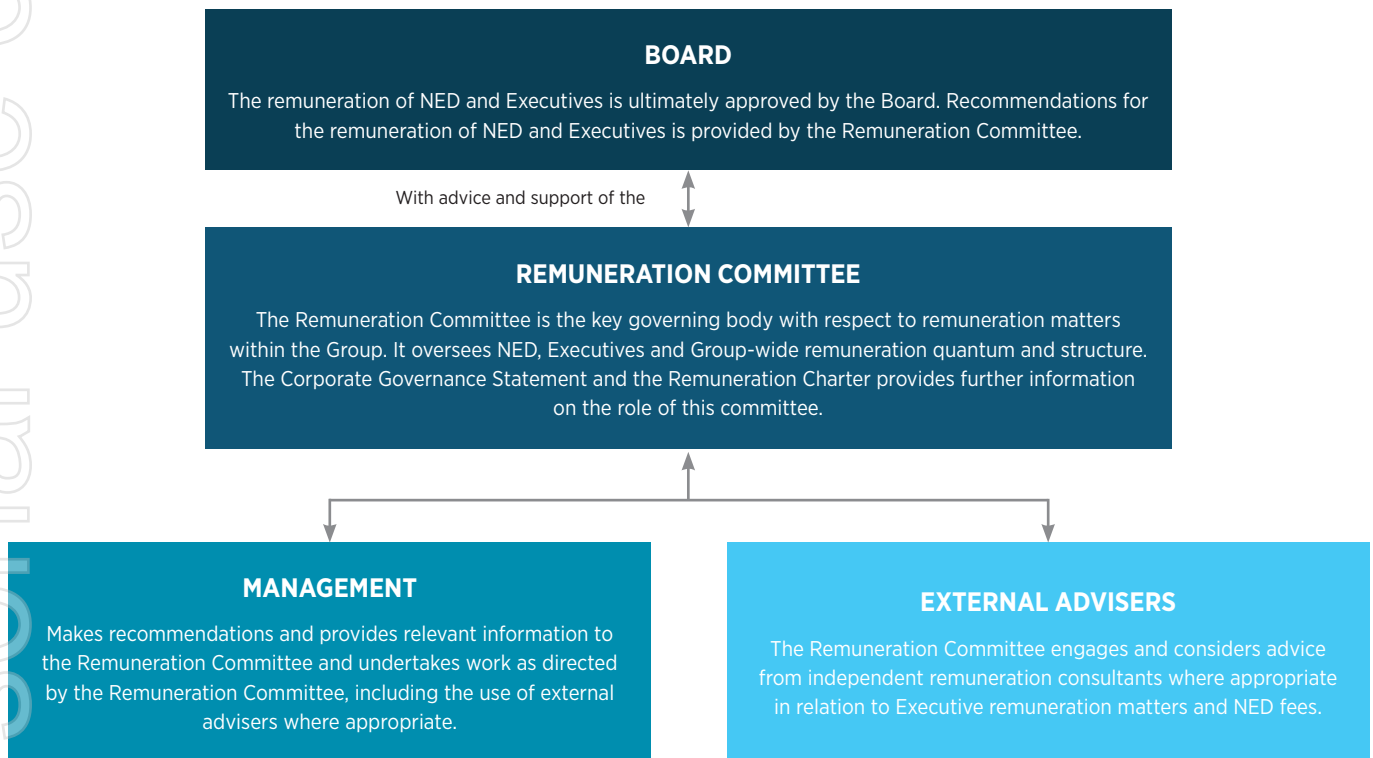 BOARD
The remuneration of NED and Executives is ultimately approved by the Board. Recommendations for
the remuneration of NED and Executives is provided by the Remuneration Committee.
With advice and support of the
REMUNERATION COMMITTEE
The Remuneration Committee is the key governing body with respect to remuneration matters
within the Group. It oversees NED, Executives and Group-wide remuneration quantum and structure.
The Corporate Governance Statement and the Remuneration Charter provides further information
on the role of this committee.
MANAGEMENT
Makes recommendations and provides relevant information to
the Remuneration Committee and undertakes work as directed
by the Remuneration Committee, including the use of external
advisers where appropriate.
EXTERNAL ADVISERS
The Remuneration Committee engages and considers advice
from independent remuneration consultants where appropriate
in relation to Executive remuneration matters and NED fees.